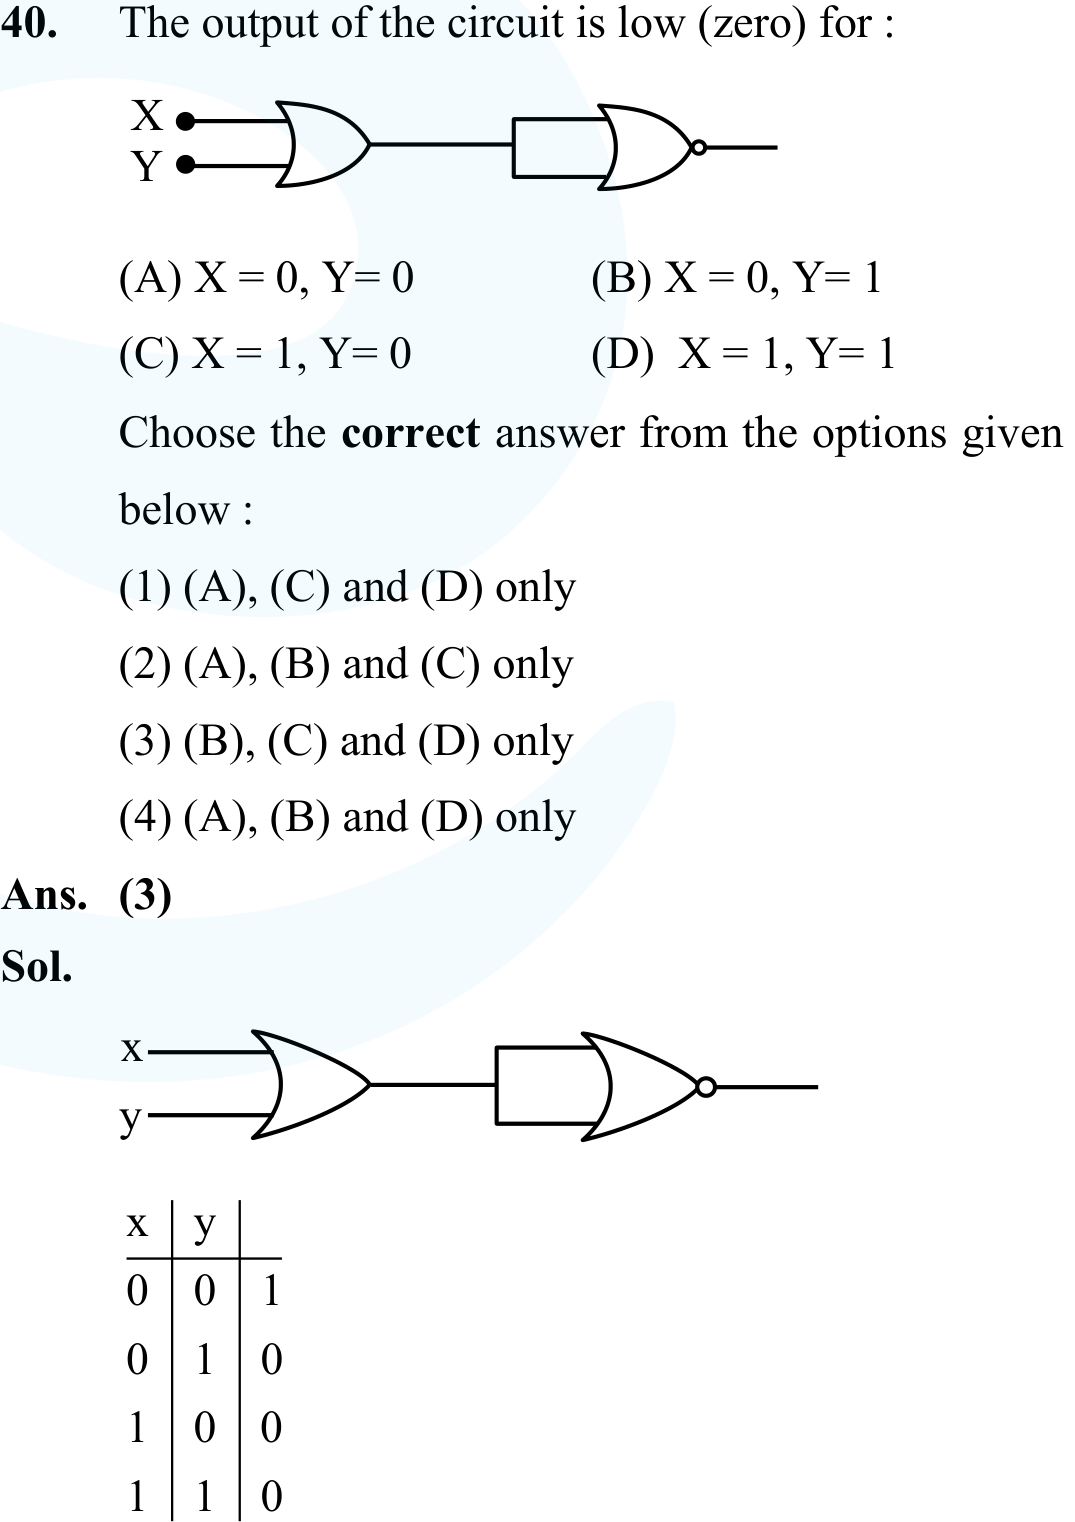 40. The output of the circuit is low (zero) for :
X
Y
(A) X = 0, Y= 0 (B) X = 0, Y= 1
(C) X = 1, Y= 0 (D) X = 1, Y= 1
Choose the correct answer from the options given
below :
(1) (A), (C) and (D) only
(2) (A), (B) and (C) only
(3) (B), (C) and (D) only
(4) (A), (B) and (D) only
Ans. (3)
Sol.
x
y
x y
0 0 1
0 1 0
1 0 0
1 1 0